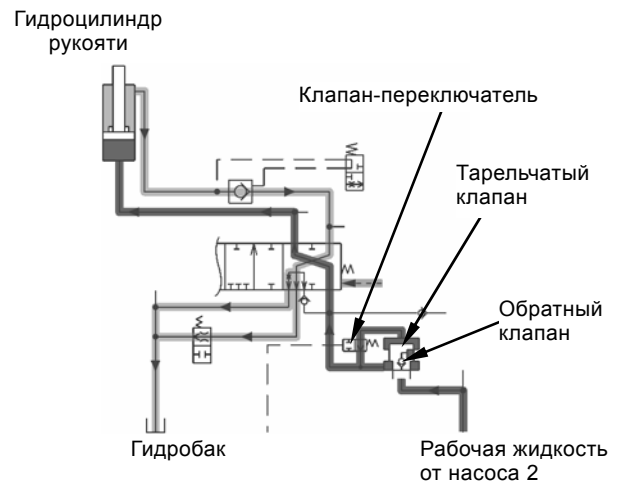 Гидроцилиндр
рукояти
Клапан-переключатель
Тарельчатый
клапан
Обратный
клапан
Гидробак
Рабочая жидкость
от насоса 2